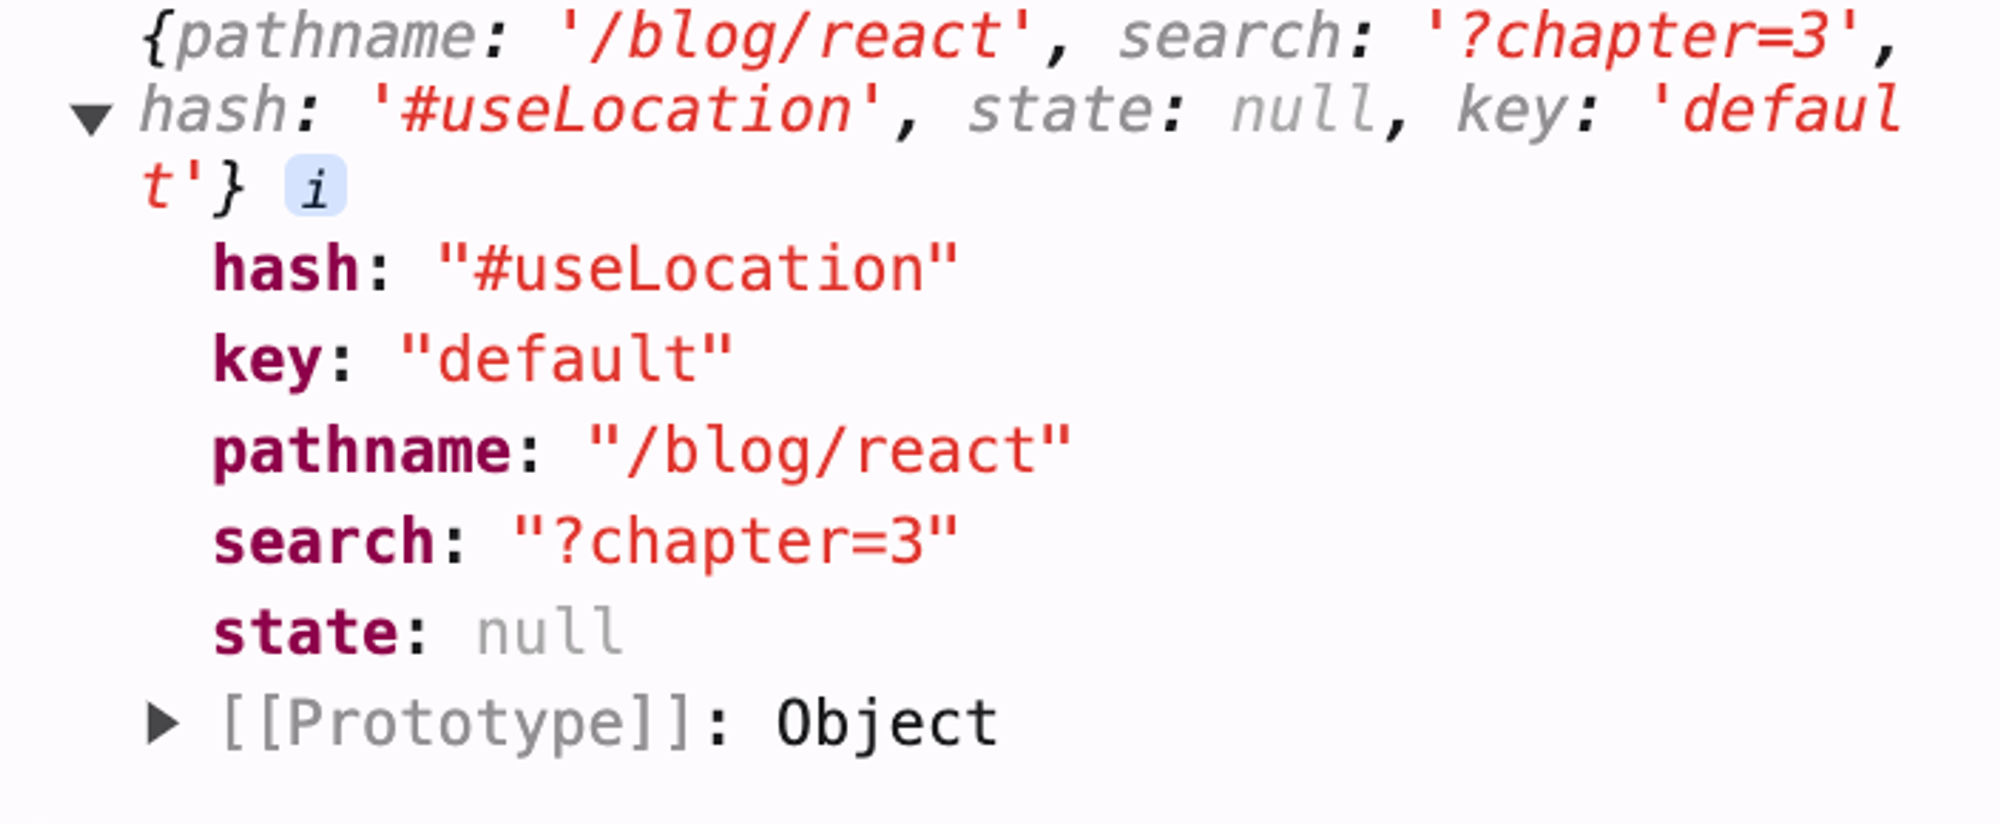 {pathname: '/blog/react', search: '?chapter=3',
hash: '#useLocation', state: null, key: 'defaul
t'} i
hash: "#useLocation"
key: "default"
pathname: "/blog/react"
search: "?chapter=3"
state: null
[[Prototype]]: Object